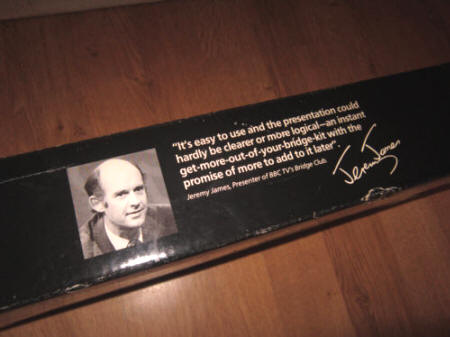 "It's easy to use and the presentation could
hardly be clearer or more logical—an instant
get-more-out-of-your-bridge-kit with the
promise of more to add to it later".
Jeremy James, Presenter of BBC TV's Bridge Club.
Jeremy James